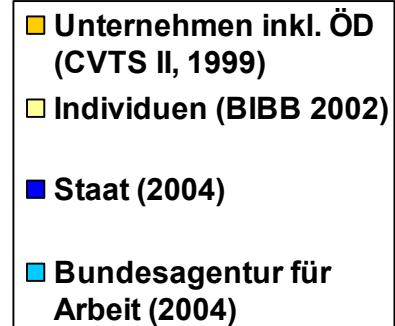 Unternehmen inkl. ÖD
(CVTS II, 1999)
Individuen (BIBB 2002)
Staat (2004)
Bundesagentur für
Arbeit (2004)